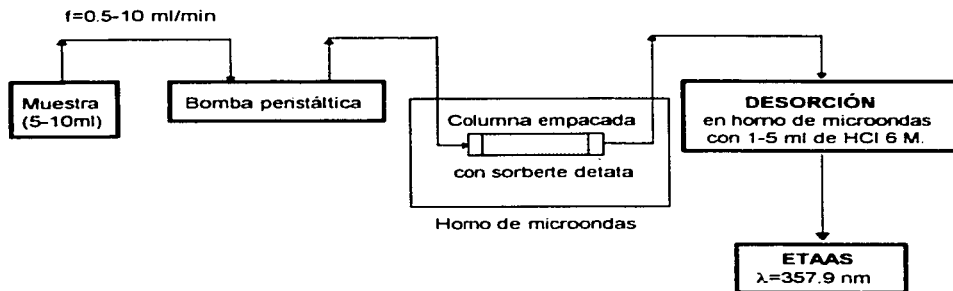 f=0.5-10 ml/min
Muestra
(5-10ml)
Bomba peristáltica
Columna empacada
con sorberte detata
Horno de microondas
DESORCIÓN
en horno de microondas
con 1-5 ml de HCl 6 M.
ETAAS
λ=357.9 nm